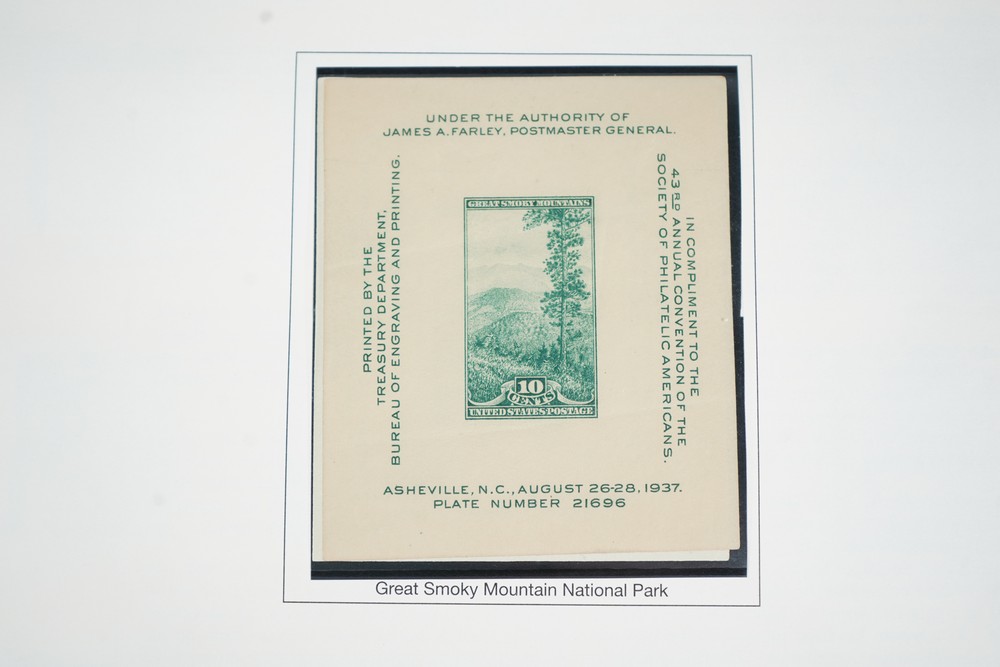 UNDER THE AUTHORITY OF
JAMES A. FARLEY, POSTMASTER GENERAL.
PRINTED BY THE
TREASURY DEPARTMENT,
BUREAU OF ENGRAVING AND PRINTING.
GREAT SMOKY MOUNTAINS
10
CENTS
UNITED STATES POSTAGE
IN COMPLIMENT TO THE
43RD ANNUAL CONVENTION OF THE
SOCIETY OF PHILATELIC AMERICANS.
ASHEVILLE, N.C., AUGUST 26-28, 1937.
PLATE NUMBER 21696
Great Smoky Mountain National Park